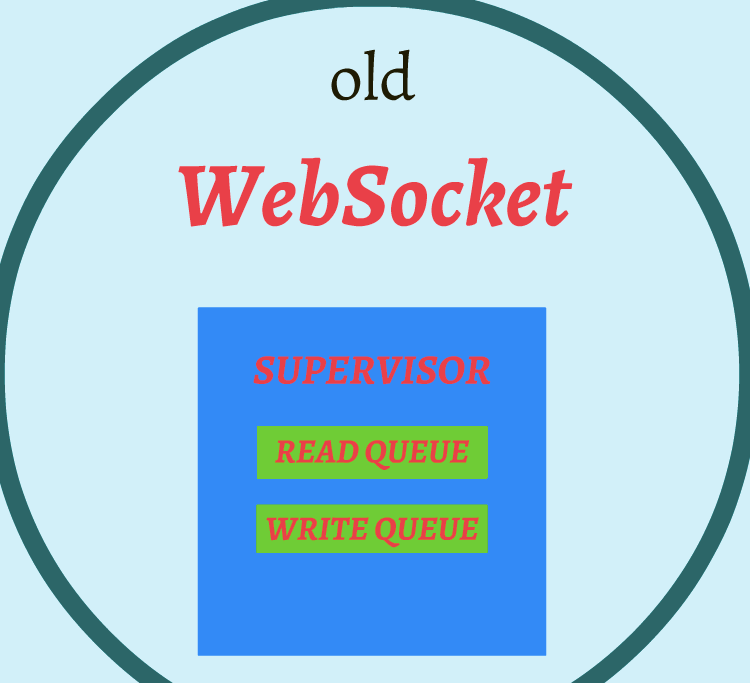 old
WebSocket
SUPERVISOR
READ QUEUE
WRITE QUEUE